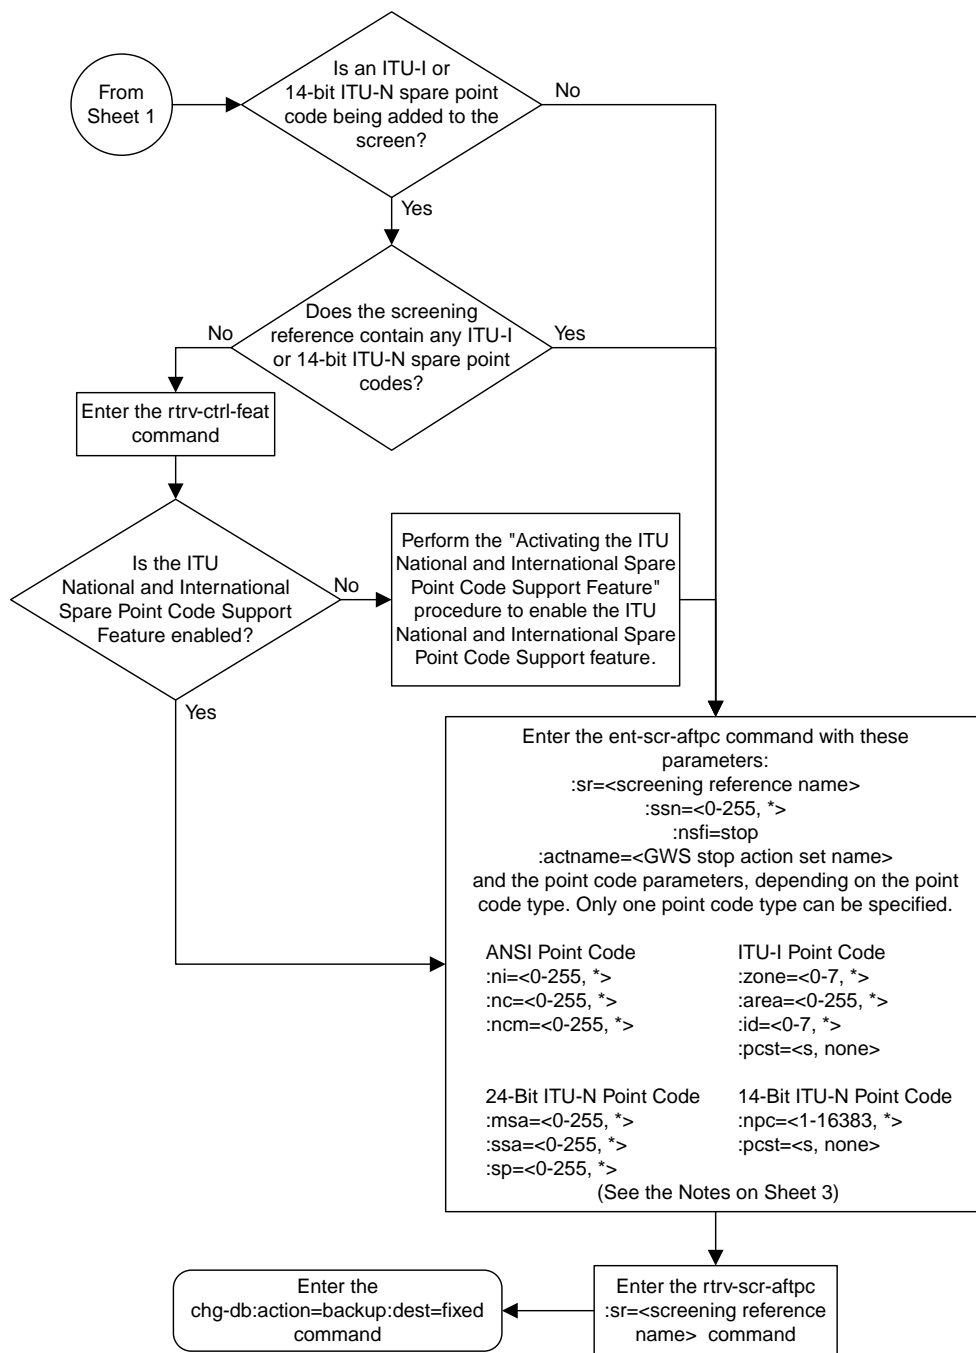 From
Sheet 1
Is an ITU-I or
14-bit ITU-N spare point
code being added to the
screen?
No
Yes
Does the screening
reference contain any ITU-I
or 14-bit ITU-N spare point
codes?
No
Yes
Enter the rtrv-ctrl-feat
command
Is the ITU
National and International
Spare Point Code Support
Feature enabled?
No
Yes
Perform the "Activating the ITU
National and International Spare
Point Code Support Feature"
procedure to enable the ITU
National and International Spare
Point Code Support feature.
Enter the ent-scr-aftpc command with these
parameters:
:sr=<screening reference name>
:ssn=<0-255, *>
:nsfi=stop
:actname=<GWS stop action set name>
and the point code parameters, depending on the point
code type. Only one point code type can be specified.
ANSI Point Code
:ni=<0-255, *>
:nc=<0-255, *>
:ncm=<0-255, *>
ITU-I Point Code
:zone=<0-7, *>
:area=<0-255, *>
:id=<0-7, *>
:pcst=<s, none>
24-Bit ITU-N Point Code
:msa=<0-255, *>
:ssa=<0-255, *>
:sp=<0-255, *>
14-Bit ITU-N Point Code
:npc=<1-16383, *>
:pcst=<s, none>
(See the Notes on Sheet 3)
Enter the rtrv-scr-aftpc
:sr=<screening reference
name> command
Enter the
chg-db:action=backup:dest=fixed
command